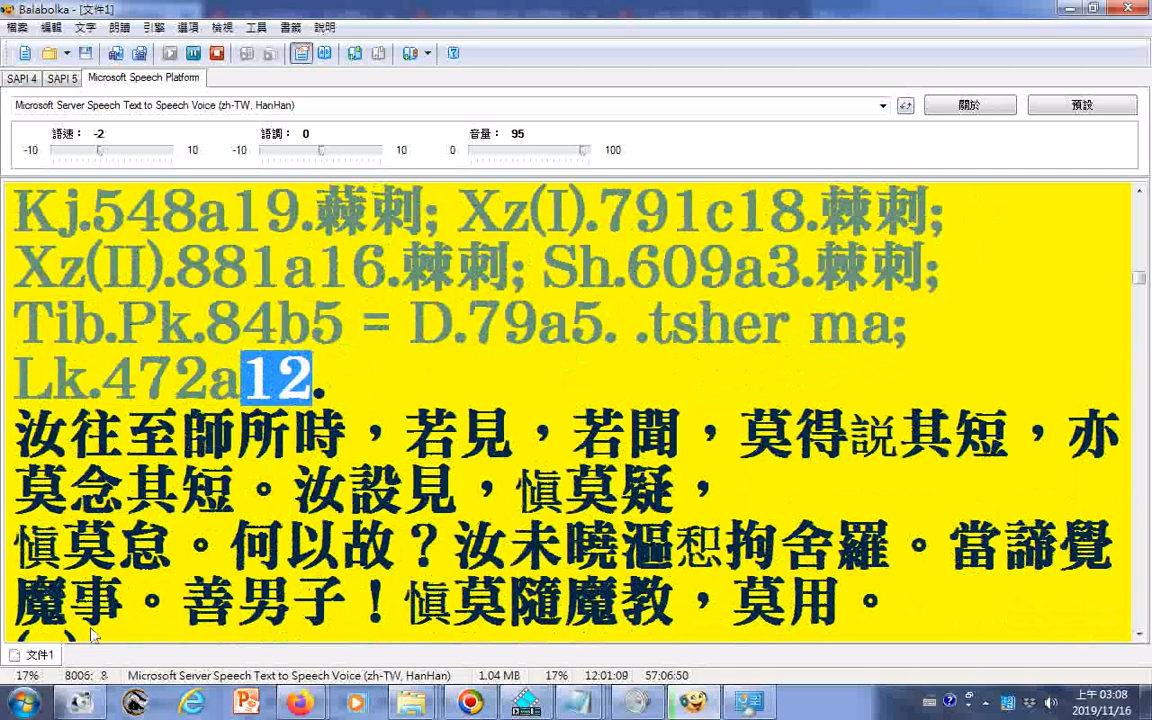 Balabolka - [文件1]
檔案 編輯 文字 朗讀 引擎 選項 檢視 工具 書籤 說明
SAPI 4 SAPI 5 Microsoft Speech Platform
Microsoft Server Speech Text to Speech Voice (zh-TW, HanHan) 關於 預設
語速： -2 語調： 0 音量： 95
-10 10 -10 10 0 100
Kj.548a19.蕀刺; Xz(I).791c18.棘刺;
Xz(II).881a16.棘刺; Sh.609a3.棘刺;
Tib.Pk.84b5 = D.79a5. .tsher ma;
Lk.472a12.
汝往至師所時，若見，若聞，莫得説其短，亦
莫念其短。汝設見，愼莫疑，
愼莫怠。何以故？汝未曉漚惒拘舍羅。當諦覺
魔事。善男子！愼莫隨魔教，莫用。
文件1
17% 8006: 8 Microsoft Server Speech Text to Speech Voice (zh-TW, HanHan) 1.04 MB 17% 12:01:09 57:06:50
上午 03:08
2019/11/16